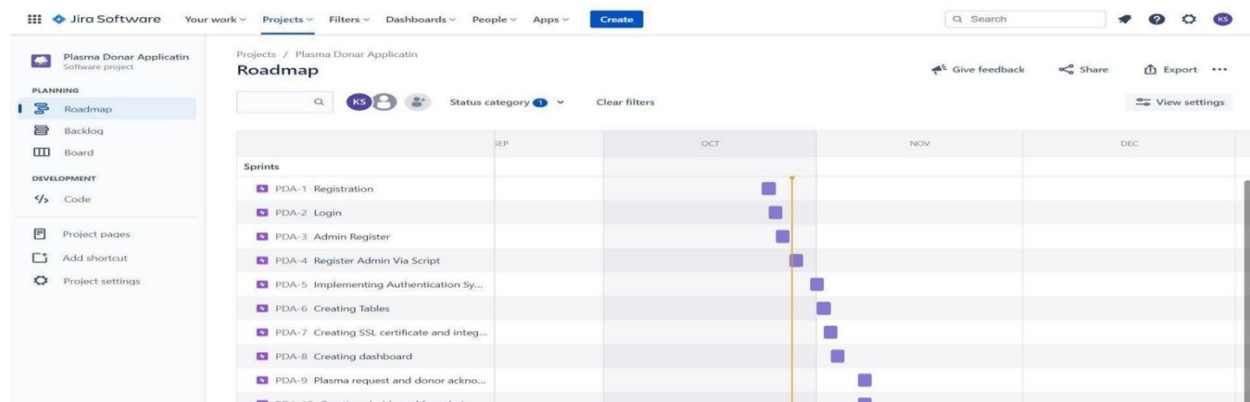 Jira Software Your work Projects Filters Dashboards People Apps Create Search KS
Plasma Donar Applicatin
Software project
PLANNING
Roadmap
Backlog
Board
DEVELOPMENT
Code
Project pages
Add shortcut
Project settings
Projects / Plasma Donar Applicatin
Roadmap
Give feedback Share Export
KS Status category 1 Clear filters View settings
SEP OCT NOV DEC
Sprints
PDA-1 Registration
PDA-2 Login
PDA-3 Admin Register
PDA-4 Register Admin Via Script
PDA-5 Implementing Authentication Sy...
PDA-6 Creating Tables
PDA-7 Creating SSL certificate and integ...
PDA-8 Creating dashboard
PDA-9 Plasma request and donor ackno...